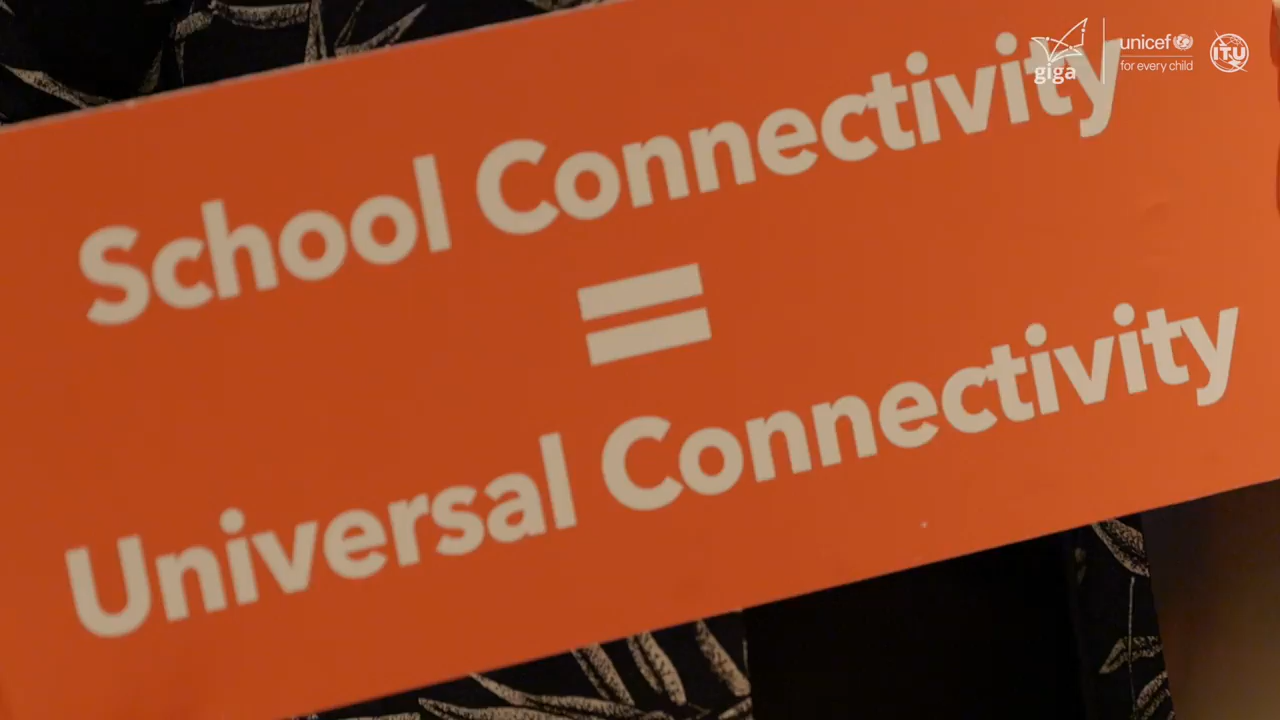 School Connectivity
=
Universal Connectivity
giga
unicef
for every child
ITU